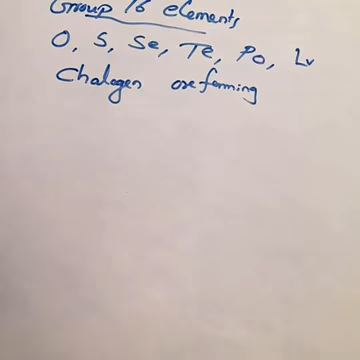 Group 16 elements
O, S, Se, Te, Po, Lv
Chalogen ore forming